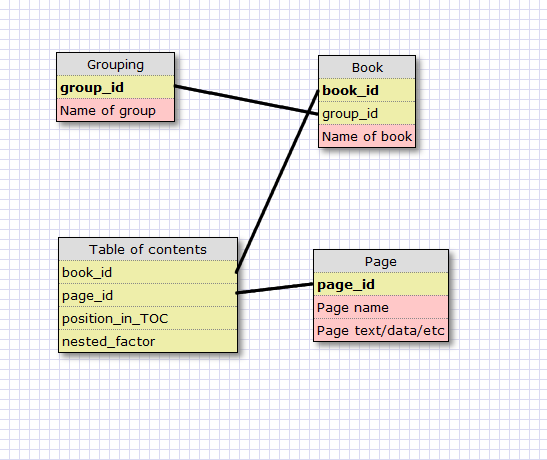 Grouping
group_id
Name of group
Book
book_id
group_id
Name of book
Table of contents
book_id
page_id
position_in_TOC
nested_factor
Page
page_id
Page name
Page text/data/etc